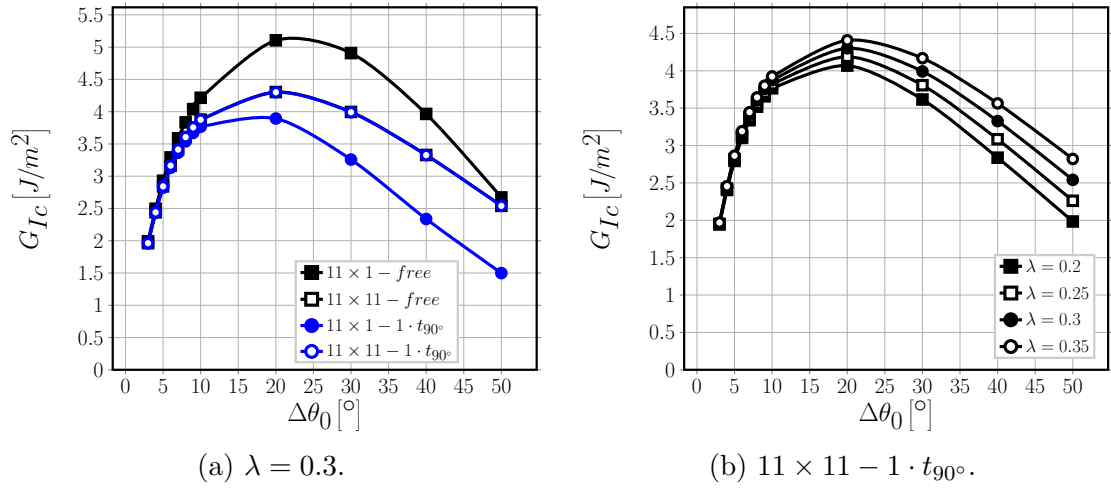 5.5
5
4.5
4
3.5
3
2.5
2
1.5
1
0.5
0
G_{Ic} [J/m^2]
0 5 10 15 20 25 30 35 40 45 50
Δθ_0 [°]
11 × 1 − free
11 × 11 − free
11 × 1 − 1 · t_{90°}
11 × 11 − 1 · t_{90°}
(a) λ = 0.3.
4.5
4
3.5
3
2.5
2
1.5
1
0.5
0
G_{Ic} [J/m^2]
0 5 10 15 20 25 30 35 40 45 50
Δθ_0 [°]
λ = 0.2
λ = 0.25
λ = 0.3
λ = 0.35
(b) 11 × 11 − 1 · t_{90°}.